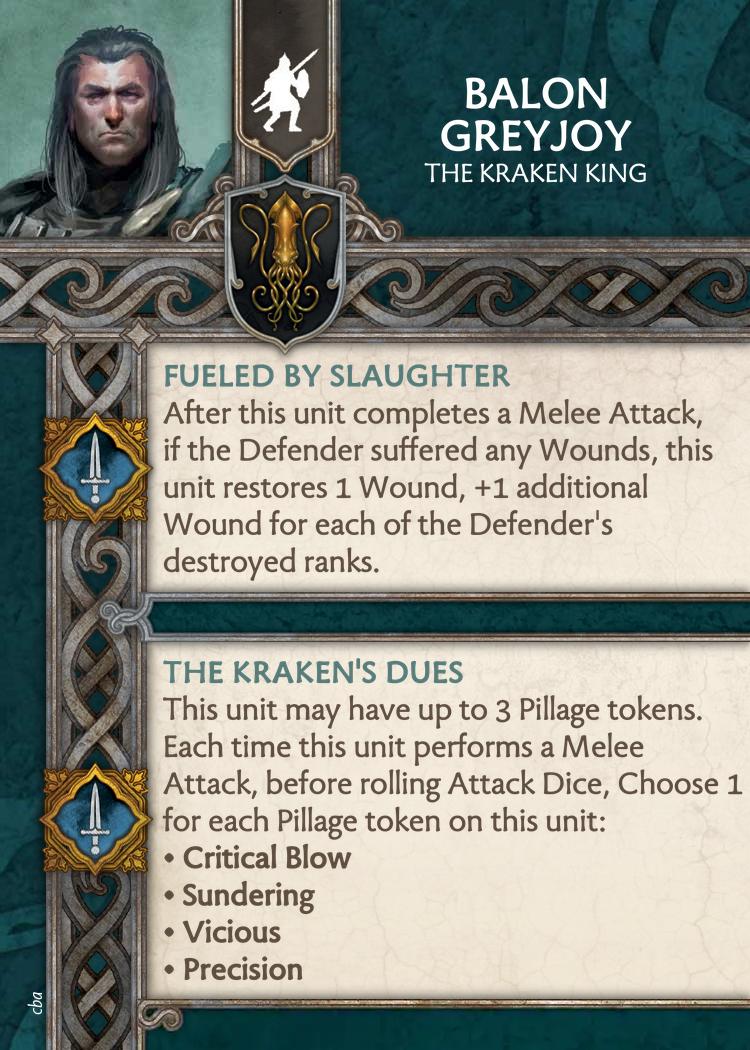 BALON
GREYJOY
THE KRAKEN KING
FUELED BY SLAUGHTER
After this unit completes a Melee Attack,
if the Defender suffered any Wounds, this
unit restores 1 Wound, +1 additional
Wound for each of the Defender's
destroyed ranks.
THE KRAKEN'S DUES
This unit may have up to 3 Pillage tokens.
Each time this unit performs a Melee
Attack, before rolling Attack Dice, Choose 1
for each Pillage token on this unit:
• Critical Blow
• Sundering
• Vicious
• Precision
cba